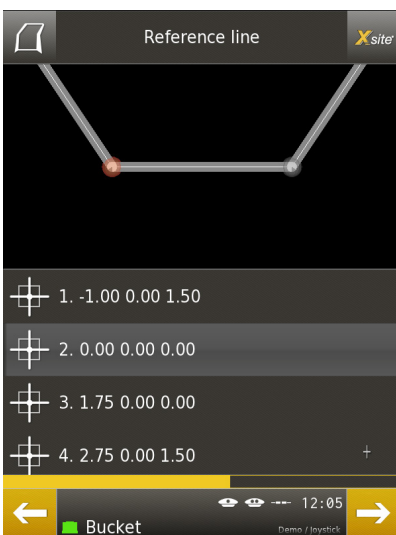 Reference line
Xsite
1. -1.00 0.00 1.50
2. 0.00 0.00 0.00
3. 1.75 0.00 0.00
4. 2.75 0.00 1.50
12:05
Bucket
Demo / Joystick